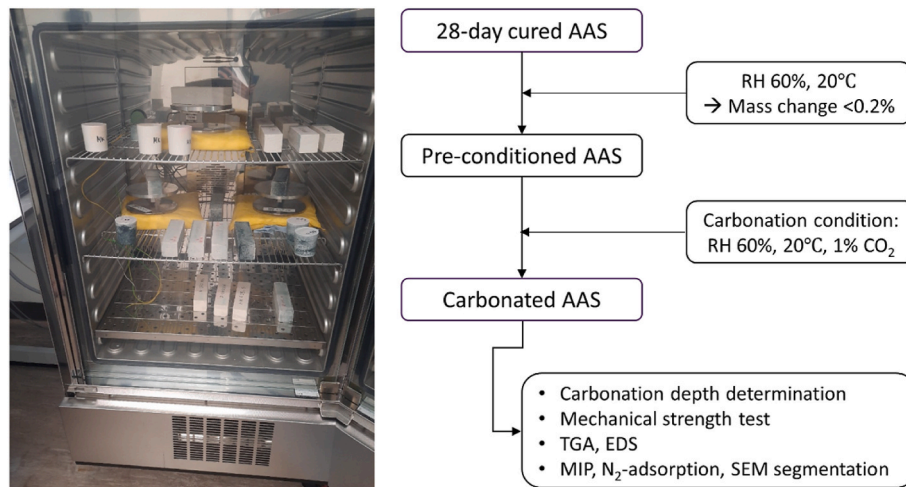 28-day cured AAS
RH 60%, 20℃
→ Mass change <0.2%
Pre-conditioned AAS
Carbonation condition:
RH 60%, 20℃, 1% CO₂
Carbonated AAS
• Carbonation depth determination
• Mechanical strength test
• TGA, EDS
• MIP, N₂-adsorption, SEM segmentation